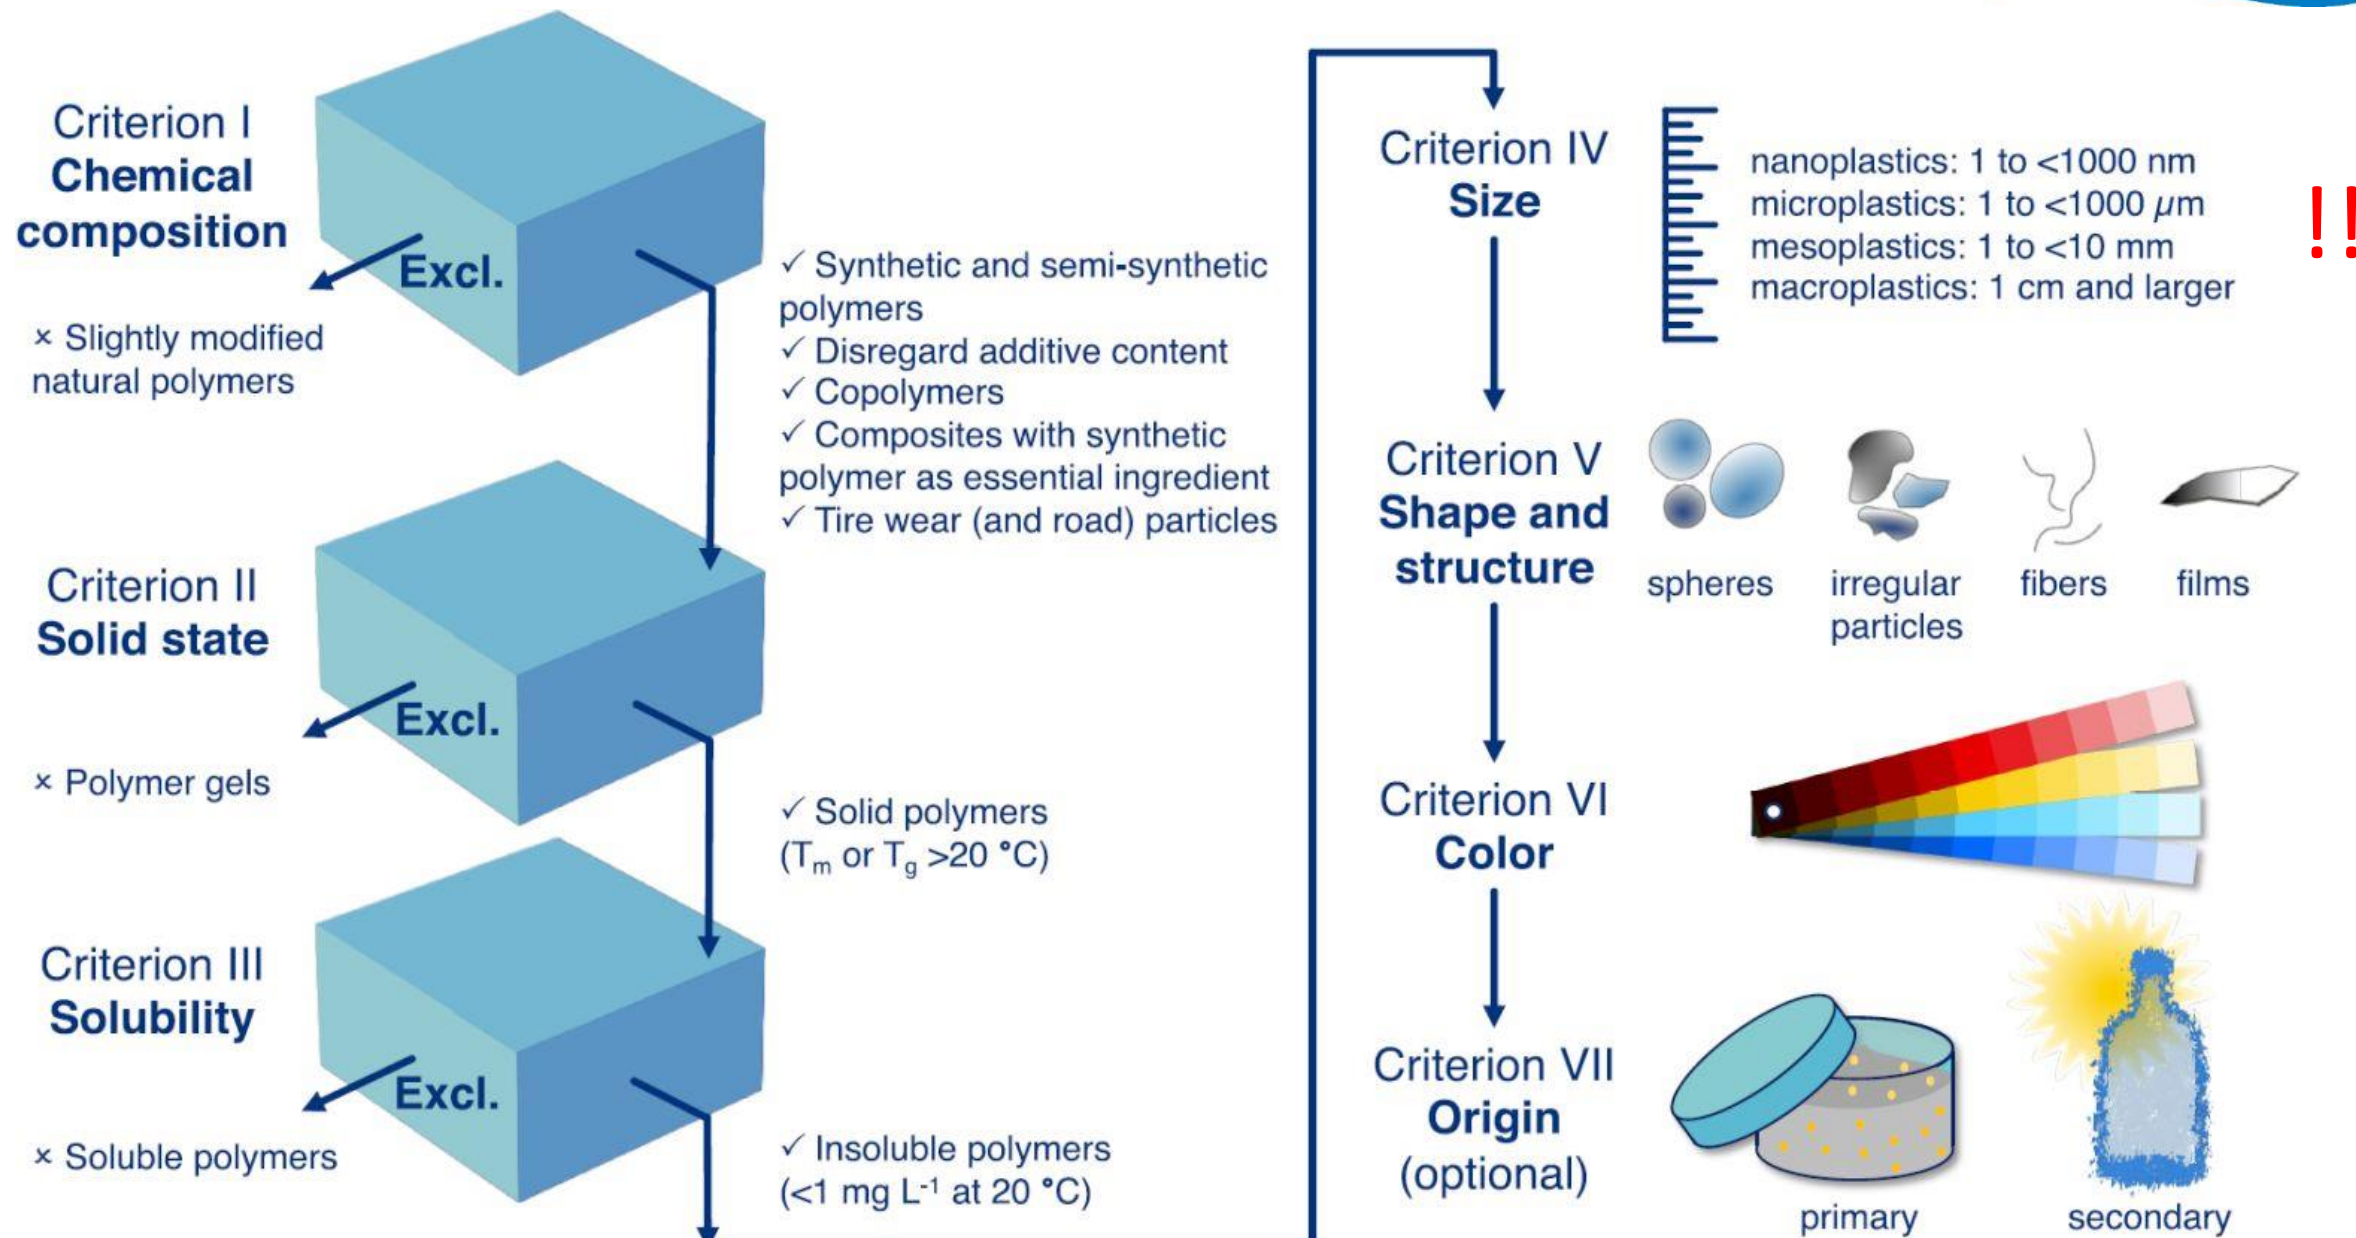 Criterion I
Chemical
composition
Excl.
× Slightly modified
natural polymers
✓ Synthetic and semi-synthetic
polymers
✓ Disregard additive content
✓ Copolymers
✓ Composites with synthetic
polymer as essential ingredient
✓ Tire wear (and road) particles
Criterion II
Solid state
Excl.
× Polymer gels
✓ Solid polymers
(Tm or Tg >20 °C)
Criterion III
Solubility
Excl.
× Soluble polymers
✓ Insoluble polymers
(<1 mg L-1 at 20 °C)
Criterion IV
Size
nanoplastics: 1 to <1000 nm
microplastics: 1 to <1000 µm
mesoplastics: 1 to <10 mm
macroplastics: 1 cm and larger
!!
Criterion V
Shape and
structure
spheres
irregular
particles
fibers
films
Criterion VI
Color
Criterion VII
Origin
(optional)
primary
secondary